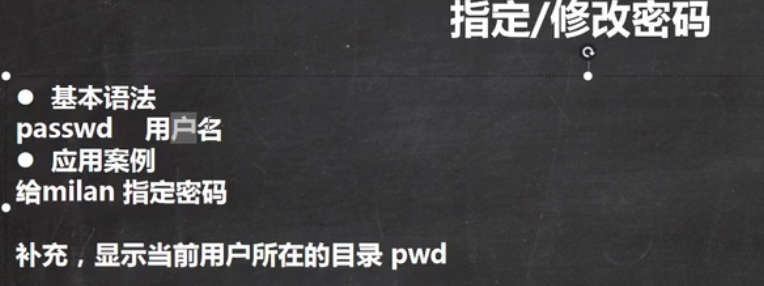 指定/修改密码
● 基本语法
passwd 用户名
● 应用案例
给milan 指定密码
补充，显示当前用户所在的目录 pwd